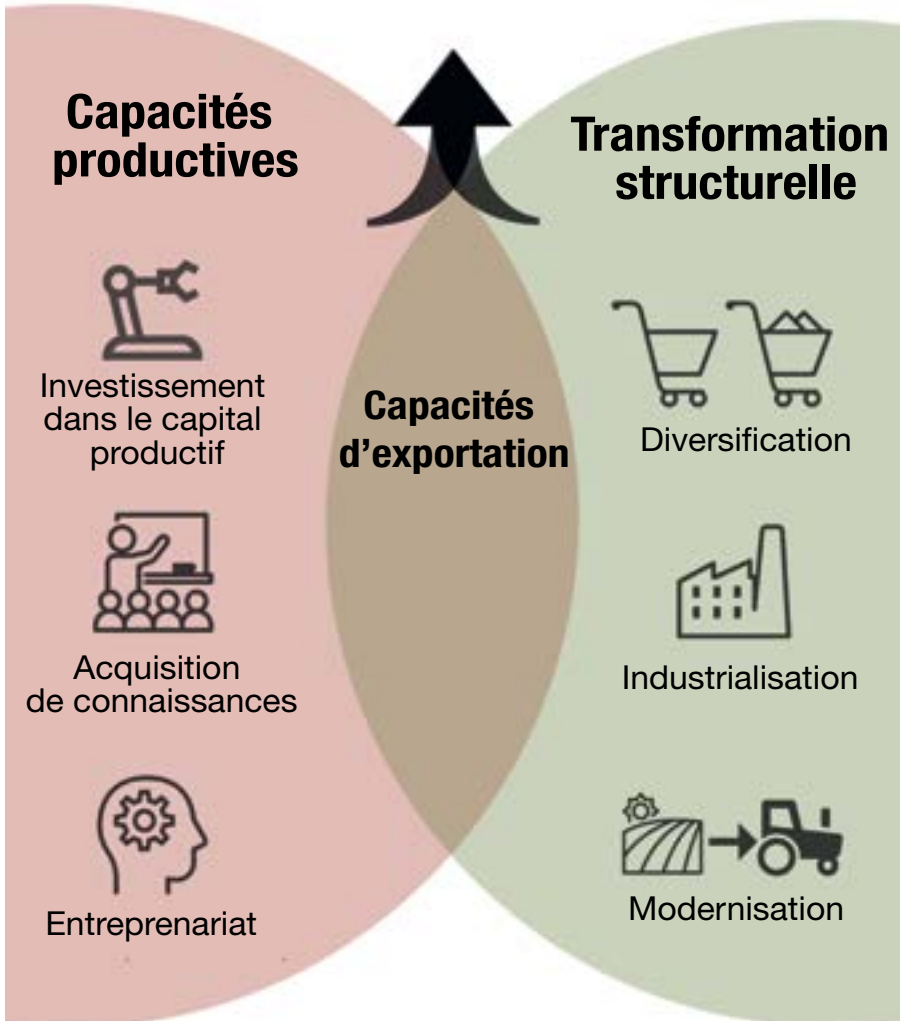 Capacités
productives
Investissement
dans le capital
productif
Acquisition
de connaissances
Entreprenariat
Capacités
d'exportation
Transformation
structurelle
Diversification
Industrialisation
Modernisation